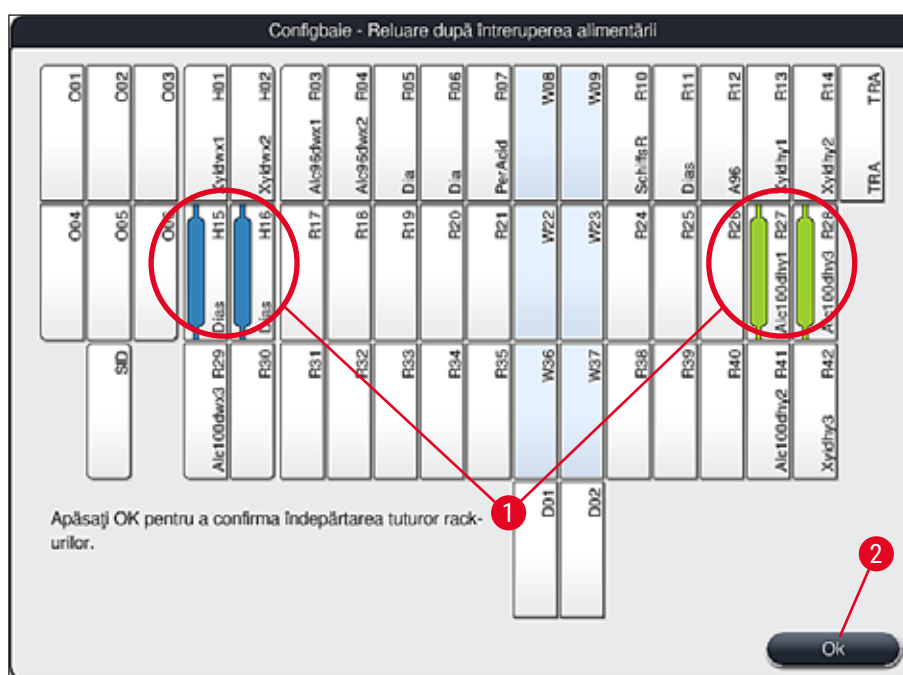 Configbaie - Reluare după întreruperea alimentării
O01
O02
O03
Xyldwx1 H01
Xyldwx2 H02
Alc96dwx1 R03
Alc96dwx2 R04
Dia R05
Dia R06
PerAcid R07
W08
W09
SchiffsR R10
Dias R11
A96 R12
Xyldhy1 R13
Xyldhy2 R14
TRA TRA
O04
O05
Dias H15
Dias H16
R17
R18
R19
R20
R21
W22
W23
R24
R25
R26
Alc100dhy1 R27
Alc100dhy3 R28
SID
Alc100dwx3 R29
R30
R31
R32
R33
R34
R35
W36
W37
R38
R39
R40
Alc100dhy2 R41
Xyldhy3 R42
D01
D02
Apăsaţi OK pentru a confirma îndepărtarea tuturor rack-
urilor.
1
2
Ok